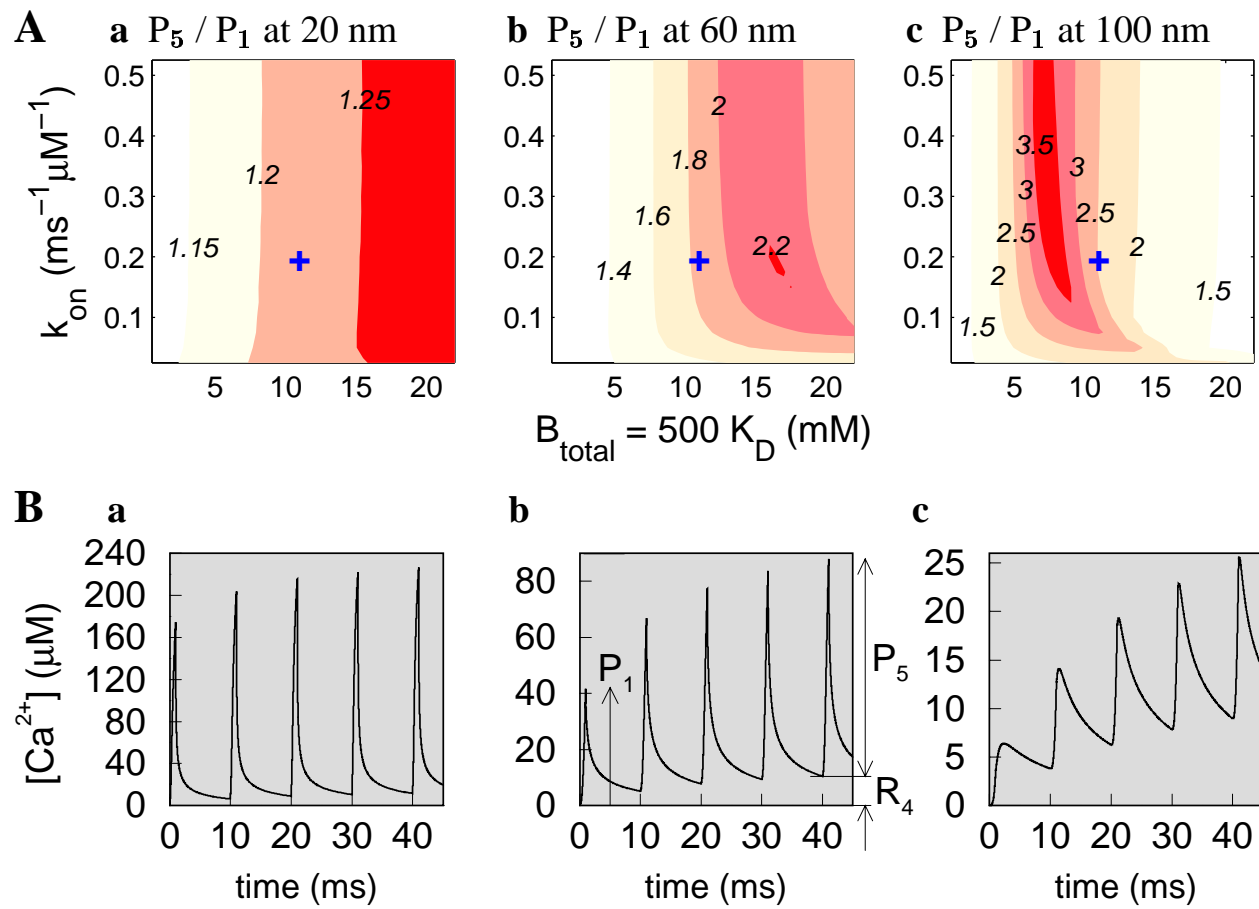 A
a P5 / P1 at 20 nm
b P5 / P1 at 60 nm
c P5 / P1 at 100 nm
kon (ms−1μM−1)
0.5
0.4
0.3
0.2
0.1
1.25
1.2
1.15
5 10 15 20
2
1.8
1.6
2.2
1.4
5 10 15 20
3.5
3
3
2.5
2.5
2
2
1.5
1.5
5 10 15 20
Btotal = 500 KD (mM)
B
a
b
c
[Ca2+] (μM)
240
200
160
120
80
40
0
0 10 20 30 40
time (ms)
80
60
40
20
0
P1
P5
R4
0 10 20 30 40
time (ms)
25
20
15
10
5
0
0 10 20 30 40
time (ms)